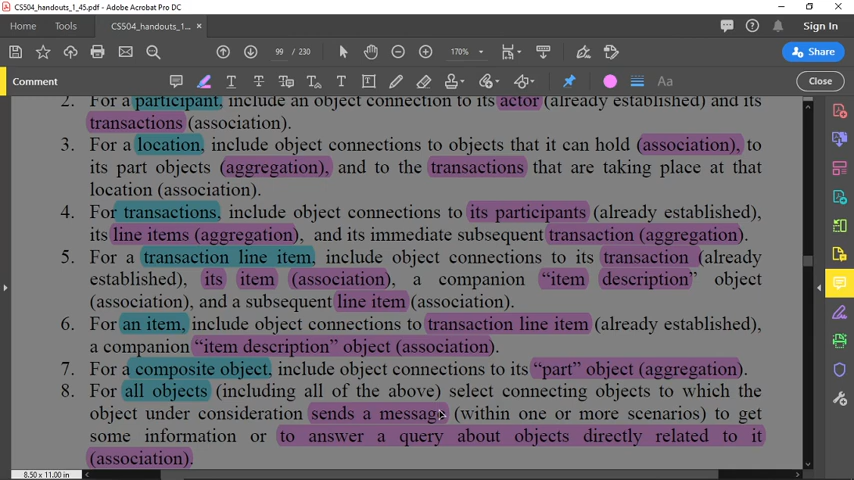 CS504_handouts_1_45.pdf - Adobe Acrobat Pro DC
Home Tools CS504_handouts_1_... × Sign In
99 / 230 170% Share
Comment T T T T Aa Close
2. For a participant, include an object connection to its actor (already established) and its
transactions (association).
3. For a location, include object connections to objects that it can hold (association), to
its part objects (aggregation), and to the transactions that are taking place at that
location (association).
4. For transactions, include object connections to its participants (already established),
its line items (aggregation), and its immediate subsequent transaction (aggregation).
5. For a transaction line item, include object connections to its transaction (already
established), its item (association), a companion “item description” object
(association), and a subsequent line item (association).
6. For an item, include object connections to transaction line item (already established),
a companion “item description” object (association).
7. For a composite object, include object connections to its “part” object (aggregation).
8. For all objects (including all of the above) select connecting objects to which the
object under consideration sends a message (within one or more scenarios) to get
some information or to answer a query about objects directly related to it
(association).
8.50 x 11.00 in